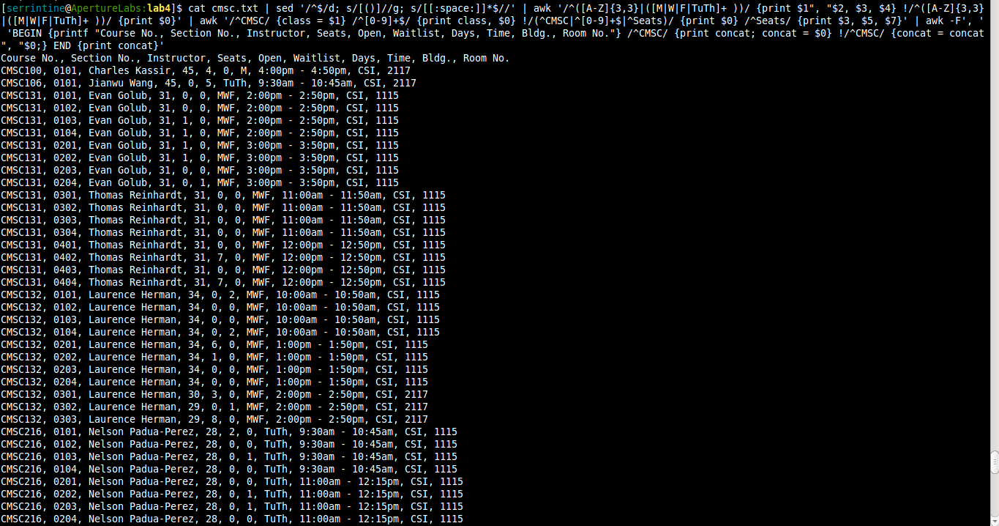 [serrintine@ApertureLabs:lab4]$ cat cmsc.txt | sed '/^$/d; s/[()]//g; s/[[:space:]]*$//' | awk '/^([A-Z]{3,3}|([M|W|F|TuTh]+ ))/ {print $1", "$2, $3, $4} !/^([A-Z]{3,3}
|([M|W|F|TuTh]+ ))/ {print $0}' | awk '/^CMSC/ {class = $1} /^[0-9]+$/ {print class, $0} !/(^CMSC|^[0-9]+$|^Seats)/ {print $0} /^Seats/ {print $3, $5, $7}' | awk -F', '
 'BEGIN {printf "Course No., Section No., Instructor, Seats, Open, Waitlist, Days, Time, Bldg., Room No."} /^CMSC/ {print concat; concat = $0} !/^CMSC/ {concat = concat
", "$0;} END {print concat}'
Course No., Section No., Instructor, Seats, Open, Waitlist, Days, Time, Bldg., Room No.
CMSC100, 0101, Charles Kassir, 45, 4, 0, M, 4:00pm - 4:50pm, CSI, 2117
CMSC106, 0101, Jianwu Wang, 45, 0, 5, TuTh, 9:30am - 10:45am, CSI, 2117
CMSC131, 0101, Evan Golub, 31, 0, 0, MWF, 2:00pm - 2:50pm, CSI, 1115
CMSC131, 0102, Evan Golub, 31, 0, 0, MWF, 2:00pm - 2:50pm, CSI, 1115
CMSC131, 0103, Evan Golub, 31, 1, 0, MWF, 2:00pm - 2:50pm, CSI, 1115
CMSC131, 0104, Evan Golub, 31, 1, 0, MWF, 2:00pm - 2:50pm, CSI, 1115
CMSC131, 0201, Evan Golub, 31, 1, 0, MWF, 3:00pm - 3:50pm, CSI, 1115
CMSC131, 0202, Evan Golub, 31, 1, 0, MWF, 3:00pm - 3:50pm, CSI, 1115
CMSC131, 0203, Evan Golub, 31, 0, 0, MWF, 3:00pm - 3:50pm, CSI, 1115
CMSC131, 0204, Evan Golub, 31, 0, 1, MWF, 3:00pm - 3:50pm, CSI, 1115
CMSC131, 0301, Thomas Reinhardt, 31, 0, 0, MWF, 11:00am - 11:50am, CSI, 1115
CMSC131, 0302, Thomas Reinhardt, 31, 0, 0, MWF, 11:00am - 11:50am, CSI, 1115
CMSC131, 0303, Thomas Reinhardt, 31, 0, 0, MWF, 11:00am - 11:50am, CSI, 1115
CMSC131, 0304, Thomas Reinhardt, 31, 0, 0, MWF, 11:00am - 11:50am, CSI, 1115
CMSC131, 0401, Thomas Reinhardt, 31, 0, 0, MWF, 12:00pm - 12:50pm, CSI, 1115
CMSC131, 0402, Thomas Reinhardt, 31, 7, 0, MWF, 12:00pm - 12:50pm, CSI, 1115
CMSC131, 0403, Thomas Reinhardt, 31, 0, 0, MWF, 12:00pm - 12:50pm, CSI, 1115
CMSC131, 0404, Thomas Reinhardt, 31, 7, 0, MWF, 12:00pm - 12:50pm, CSI, 1115
CMSC132, 0101, Laurence Herman, 34, 0, 2, MWF, 10:00am - 10:50am, CSI, 1115
CMSC132, 0102, Laurence Herman, 34, 0, 0, MWF, 10:00am - 10:50am, CSI, 1115
CMSC132, 0103, Laurence Herman, 34, 0, 0, MWF, 10:00am - 10:50am, CSI, 1115
CMSC132, 0104, Laurence Herman, 34, 0, 2, MWF, 10:00am - 10:50am, CSI, 1115
CMSC132, 0201, Laurence Herman, 34, 6, 0, MWF, 1:00pm - 1:50pm, CSI, 1115
CMSC132, 0202, Laurence Herman, 34, 1, 0, MWF, 1:00pm - 1:50pm, CSI, 1115
CMSC132, 0203, Laurence Herman, 34, 0, 0, MWF, 1:00pm - 1:50pm, CSI, 1115
CMSC132, 0204, Laurence Herman, 34, 0, 0, MWF, 1:00pm - 1:50pm, CSI, 1115
CMSC132, 0301, Laurence Herman, 30, 3, 0, MWF, 2:00pm - 2:50pm, CSI, 2117
CMSC132, 0302, Laurence Herman, 29, 0, 1, MWF, 2:00pm - 2:50pm, CSI, 2117
CMSC132, 0303, Laurence Herman, 29, 8, 0, MWF, 2:00pm - 2:50pm, CSI, 2117
CMSC216, 0101, Nelson Padua-Perez, 28, 2, 0, TuTh, 9:30am - 10:45am, CSI, 1115
CMSC216, 0102, Nelson Padua-Perez, 28, 0, 0, TuTh, 9:30am - 10:45am, CSI, 1115
CMSC216, 0103, Nelson Padua-Perez, 28, 0, 1, TuTh, 9:30am - 10:45am, CSI, 1115
CMSC216, 0104, Nelson Padua-Perez, 28, 0, 0, TuTh, 9:30am - 10:45am, CSI, 1115
CMSC216, 0201, Nelson Padua-Perez, 28, 0, 0, TuTh, 11:00am - 12:15pm, CSI, 1115
CMSC216, 0202, Nelson Padua-Perez, 28, 0, 1, TuTh, 11:00am - 12:15pm, CSI, 1115
CMSC216, 0203, Nelson Padua-Perez, 28, 0, 1, TuTh, 11:00am - 12:15pm, CSI, 1115
CMSC216, 0204, Nelson Padua-Perez, 28, 0, 0, TuTh, 11:00am - 12:15pm, CSI, 1115